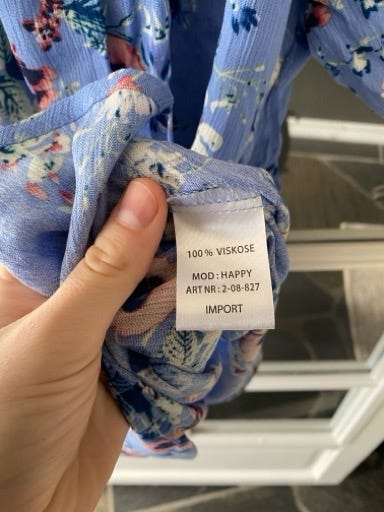 100% VISKOSE
MOD: HAPPY
ART NR: 2-08-827
IMPORT